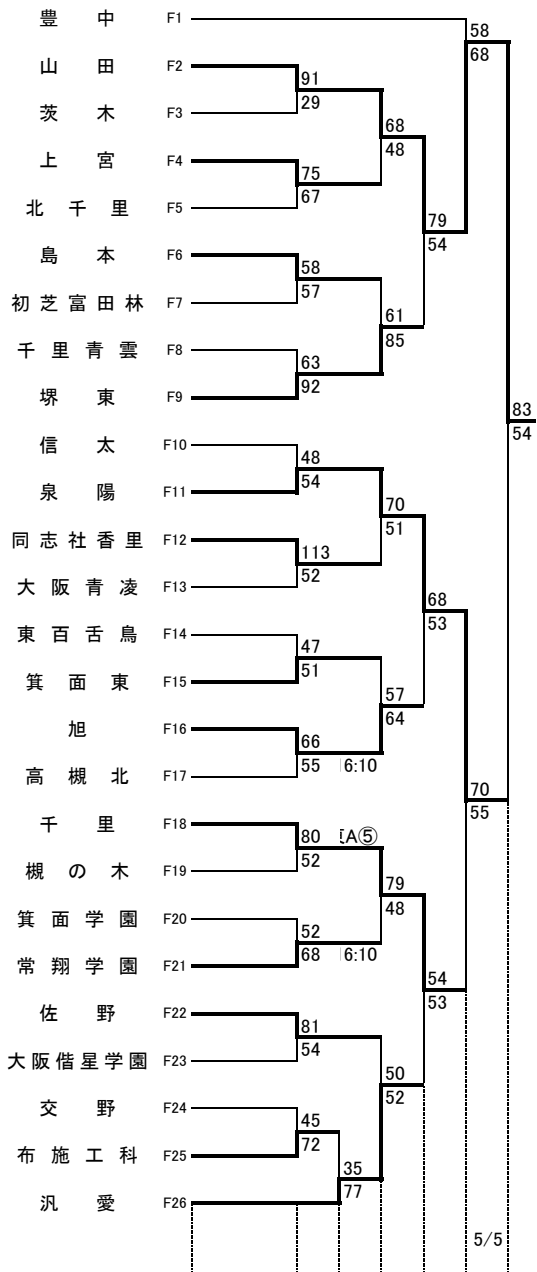 豊中 F1
58
68
山田 F2
91
29
茨木 F3
68
48
上宮 F4
75
67
北千里 F5
79
54
島本 F6
58
57
初芝富田林 F7
61
85
千里青雲 F8
63
92
堺東 F9
83
54
信太 F10
48
54
泉陽 F11
70
51
同志社香里 F12
113
52
大阪青凌 F13
68
53
東百舌鳥 F14
47
51
箕面東 F15
57
64
旭 F16
66
55 6:10
高槻北 F17
70
55
千里 F18
80 A⑤
52
槻の木 F19
79
48
箕面学園 F20
52
68 6:10
常翔学園 F21
54
53
佐野 F22
81
54
大阪偕星学園 F23
50
52
交野 F24
45
72
布施工科 F25
35
77
汎愛 F26
5/5